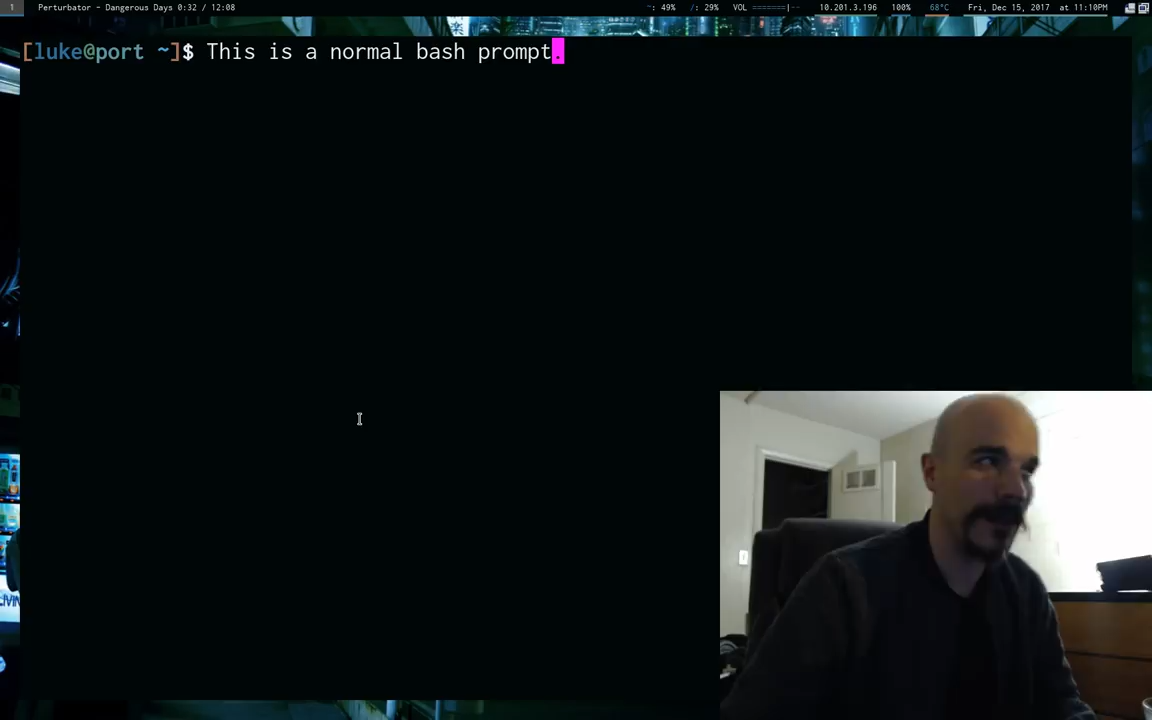 1 Perturbator - Dangerous Days 0:32 / 12:08 ~: 49% /: 29% VOL =======|-- 10.201.3.196 100% 68°C Fri, Dec 15, 2017 at 11:10PM
[luke@port ~]$ This is a normal bash prompt.
LIVIN